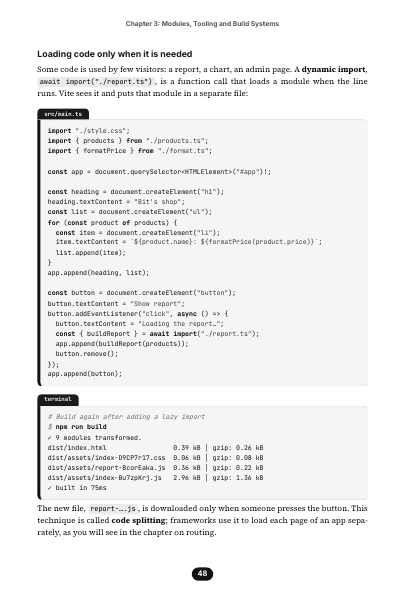 Chapter 3: Modules, Tooling and Build Systems
Loading code only when it is needed
Some code is used by few visitors: a report, a chart, an admin page. A dynamic import,
await import("./report.ts"), is a function call that loads a module when the line
runs. Vite sees it and puts that module in a separate file:
src/main.ts
import "./style.css";
import { products } from "./products.ts";
import { formatPrice } from "./format.ts";
const app = document.querySelector<HTMLElement>("#app")!;
const heading = document.createElement("h1");
heading.textContent = "Bit's shop";
const list = document.createElement("ul");
for (const product of products) {
  const item = document.createElement("li");
  item.textContent = `${product.name}: ${formatPrice(product.price)}`;
  list.append(item);
}
app.append(heading, list);
const button = document.createElement("button");
button.textContent = "Show report";
button.addEventListener("click", async () => {
  button.textContent = "Loading the report…";
  const { buildReport } = await import("./report.ts");
  app.append(buildReport(products));
  button.remove();
});
app.append(button);
terminal
# Build again after adding a lazy import
$ npm run build
✓ 9 modules transformed.
dist/index.html                 0.39 kB │ gzip: 0.26 kB
dist/assets/index-D9CP7r17.css  0.06 kB │ gzip: 0.08 kB
dist/assets/report-BcorEaka.js  0.36 kB │ gzip: 0.22 kB
dist/assets/index-Bu7zpKrj.js   2.96 kB │ gzip: 1.36 kB
✓ built in 75ms
The new file, report-….js, is downloaded only when someone presses the button. This
technique is called code splitting; frameworks use it to load each page of an app sepa-
rately, as you will see in the chapter on routing.
48